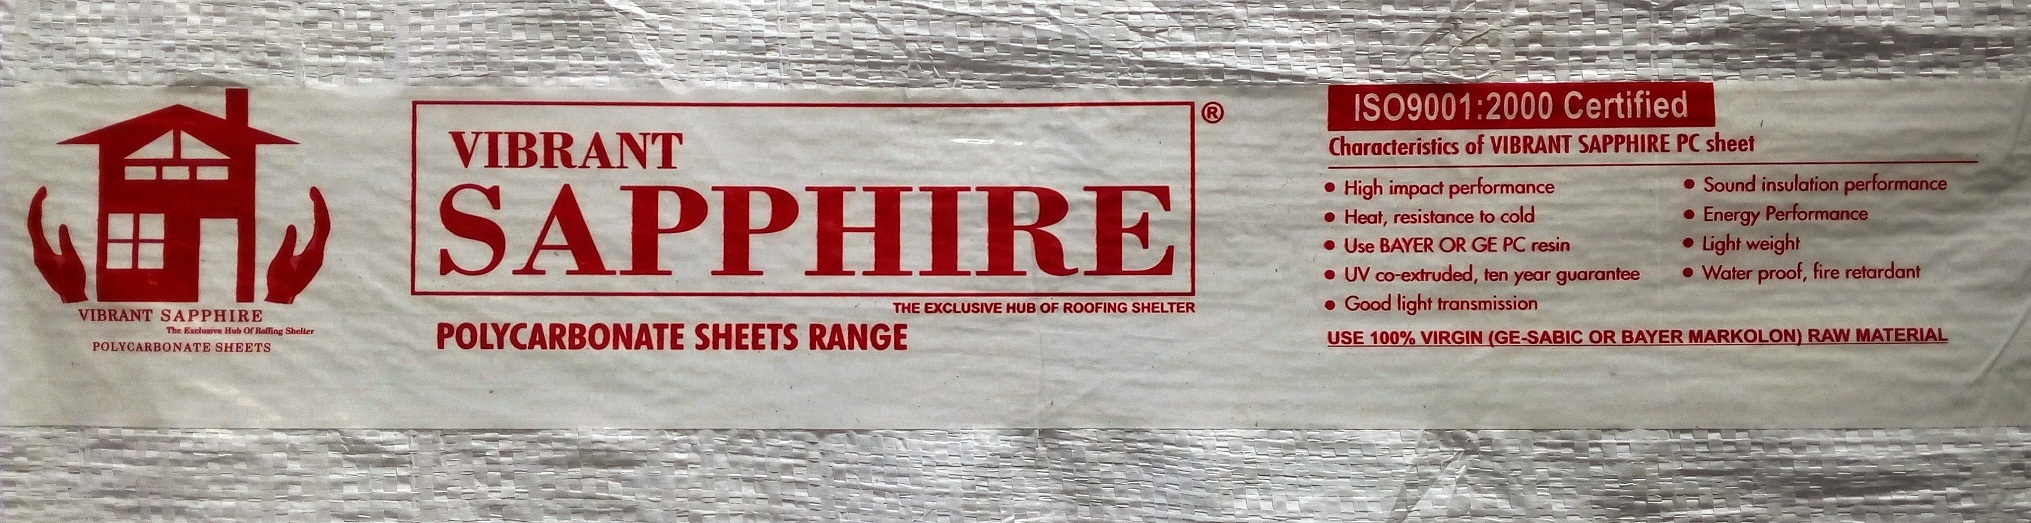 VIBRANT SAPPHIRE
The Exclusive Hub Of Roffing Shelter
POLYCARBONATE SHEETS
VIBRANT
SAPPHIRE
®
THE EXCLUSIVE HUB OF ROOFING SHELTER
POLYCARBONATE SHEETS RANGE
ISO9001:2000 Certified
Characteristics of VIBRANT SAPPHIRE PC sheet
• High impact performance
• Heat, resistance to cold
• Use BAYER OR GE PC resin
• UV co-extruded, ten year guarantee
• Good light transmission
• Sound insulation performance
• Energy Performance
• Light weight
• Water proof, fire retardant
USE 100% VIRGIN (GE-SABIC OR BAYER MARKOLON) RAW MATERIAL